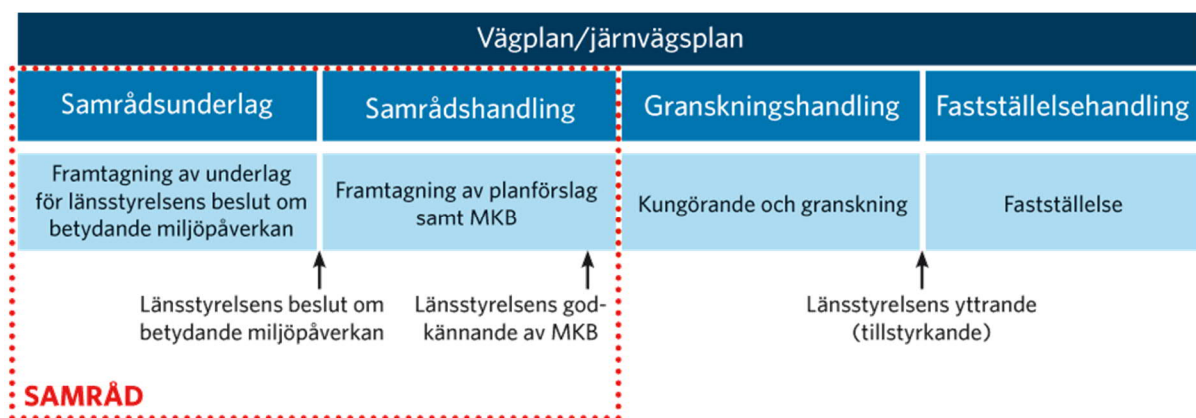 Vägplan/järnvägsplan
Samrådsunderlag
Samrådshandling
Granskningshandling
Fastställelsehandling
Framtagning av underlag
för länsstyrelsens beslut om
betydande miljöpåverkan
Framtagning av planförslag
samt MKB
Kungörande och granskning
Fastställelse
Länsstyrelsens beslut om
betydande miljöpåverkan
Länsstyrelsens god-
kännande av MKB
Länsstyrelsens yttrande
(tillstyrkande)
SAMRÅD